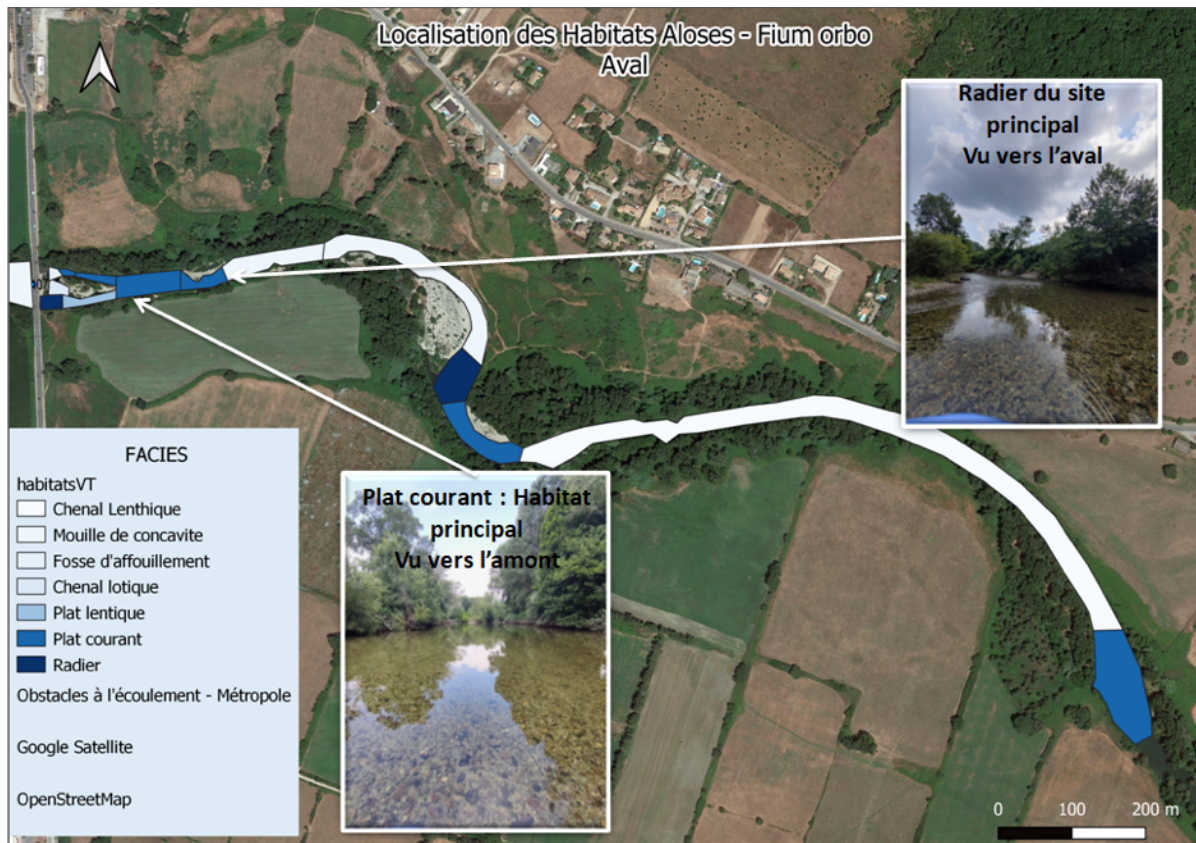 Localisation des Habitats Aloses - Fium orbo
Aval
Radier du site
principal
Vu vers l'aval
07
FACIES
habitatsVT
Chenal Lenthique
Mouille de concavite
Fosse d'affouillement
Chenal lotique
Plat lentique
Plat courant
Radier
Obstacles à l'écoulement - Métropole
Google Satellite
OpenStreetMap
Plat courant : Habitat
principal
Vu vers l'amont
0 100 200 m